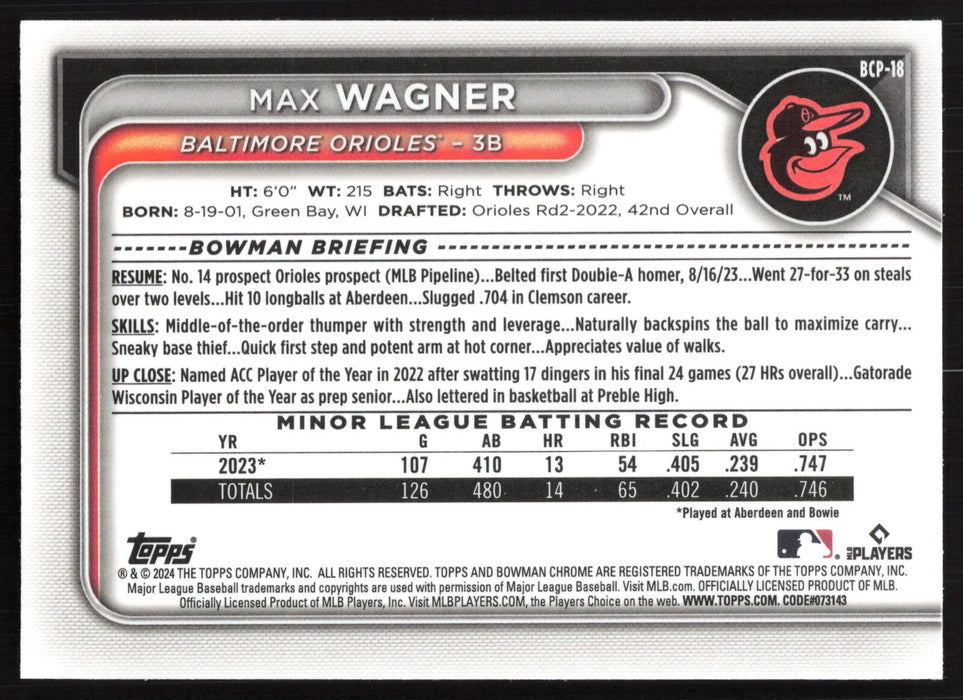 BCP-18
MAX WAGNER
BALTIMORE ORIOLES™ – 3B
TM
HT: 6'0" WT: 215 BATS: Right THROWS: Right
BORN: 8-19-01, Green Bay, WI DRAFTED: Orioles Rd2-2022, 42nd Overall
BOWMAN BRIEFING
RESUME: No. 14 prospect Orioles prospect (MLB Pipeline)...Belted first Double-A homer, 8/16/23...Went 27-for-33 on steals
over two levels...Hit 10 longballs at Aberdeen...Slugged .704 in Clemson career.
SKILLS: Middle-of-the-order thumper with strength and leverage...Naturally backspins the ball to maximize carry...
Sneaky base thief...Quick first step and potent arm at hot corner...Appreciates value of walks.
UP CLOSE: Named ACC Player of the Year in 2022 after swatting 17 dingers in his final 24 games (27 HRs overall)...Gatorade
Wisconsin Player of the Year as prep senior...Also lettered in basketball at Preble High.
MINOR LEAGUE BATTING RECORD
YR G AB HR RBI SLG AVG OPS
2023* 107 410 13 54 .405 .239 .747
TOTALS 126 480 14 65 .402 .240 .746
*Played at Aberdeen and Bowie
Topps®
MLB PLAYERS
® & © 2024 THE TOPPS COMPANY, INC. ALL RIGHTS RESERVED. TOPPS AND BOWMAN CHROME ARE REGISTERED TRADEMARKS OF THE TOPPS COMPANY, INC.
Major League Baseball trademarks and copyrights are used with permission of Major League Baseball. Visit MLB.com. OFFICIALLY LICENSED PRODUCT OF MLB.
Officially Licensed Product of MLB Players, Inc. Visit MLBPLAYERS.COM, the Players Choice on the web. WWW.TOPPS.COM. CODE#073143